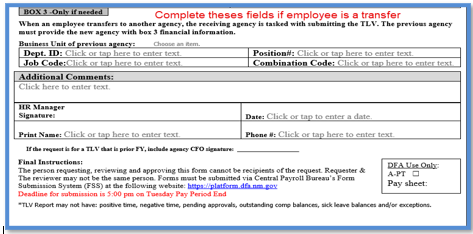 BOX 3 -Only if needed
Complete theses fields if employee is a transfer
When an employee transfers to another agency, the receiving agency is tasked with submitting the TLV. The previous agency
must provide the new agency with box 3 financial information.
Business Unit of previous agency: Choose an item.
Dept. ID: Click or tap here to enter text. Position#: Click or tap here to enter text.
Job Code:Click or tap here to enter text. Combination Code: Click or tap here to enter text.
Additional Comments:
Click here to enter text.
HR Manager
Signature: Date: Click or tap to enter a date.
Print Name: Click or tap here to enter text. Phone #: Click or tap here to enter text.
If the request is for a TLV that is prior FY, include agency CFO signature:
Final Instructions:
The person requesting, reviewing and approving this form cannot be recipients of the request. Requester &
The reviewer may not be the same person. Forms must be submitted via Central Payroll Bureau's Form
Submission System (FSS) at the following website: https://platform.dfa.nm.gov
Deadline for submission is 5:00 pm on Tuesday Pay Period End
DFA Use Only:
A-PT ☐
Pay sheet:
*TLV Report may not have: positive time, negative time, pending approvals, outstanding comp balances, sick leave balances and/or exceptions.